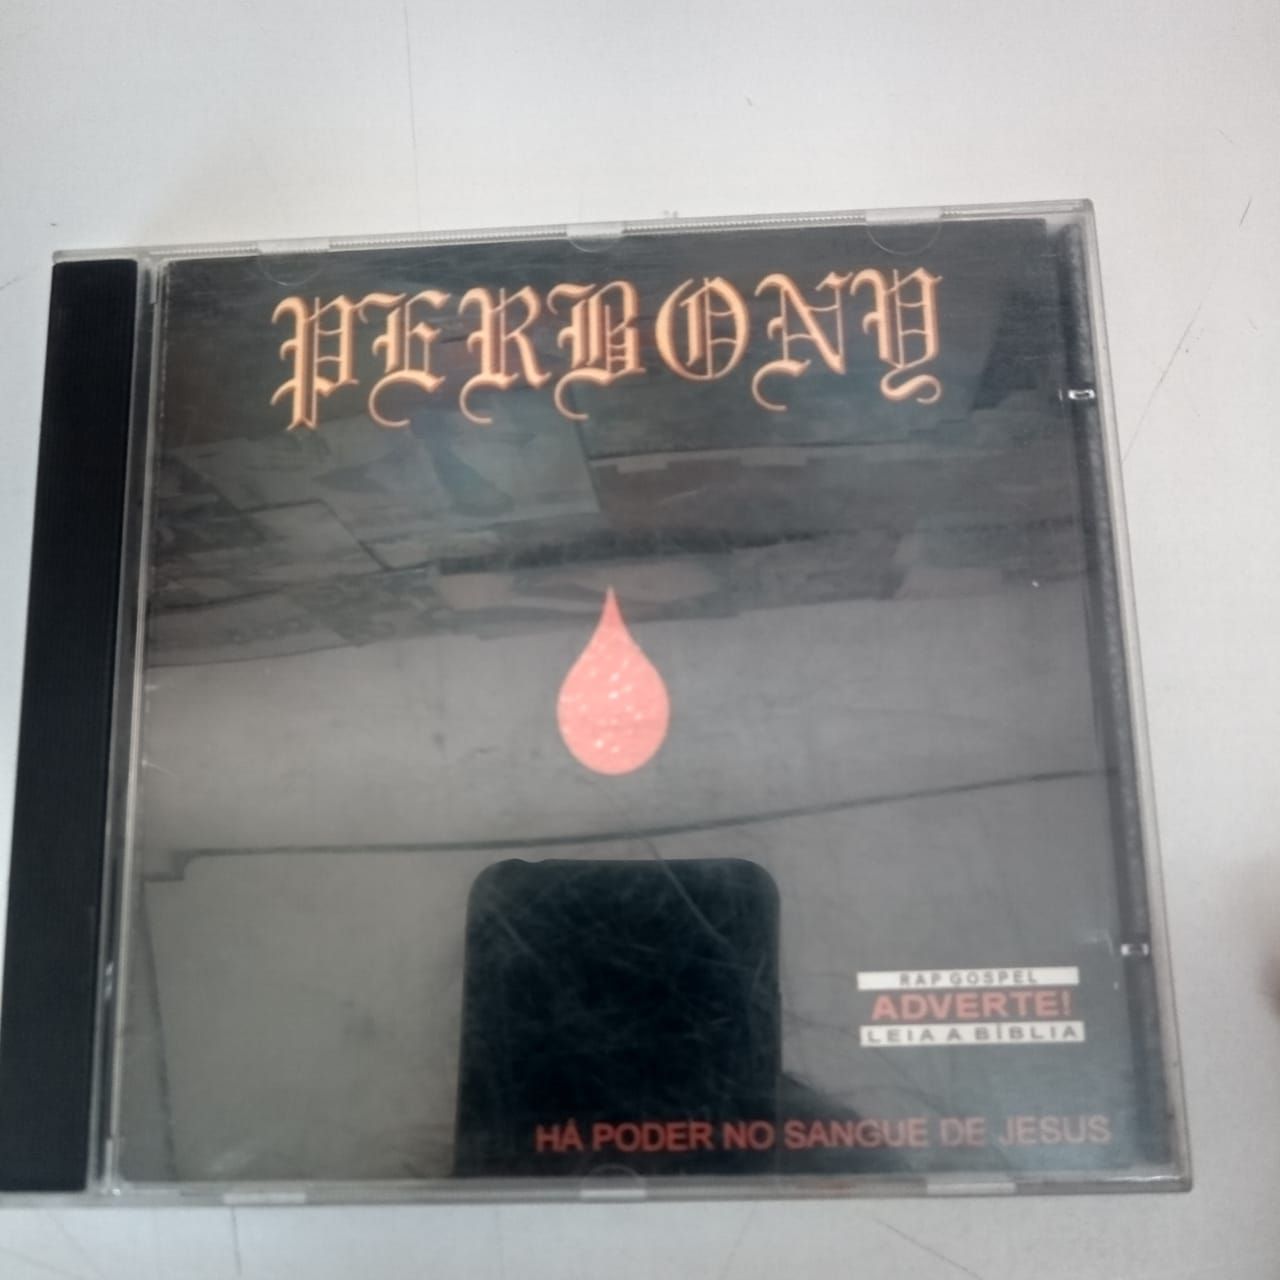 PERBONY
RAP GOSPEL
ADVERTE!
LEIA A BÍBLIA
HÁ PODER NO SANGUE DE JESUS